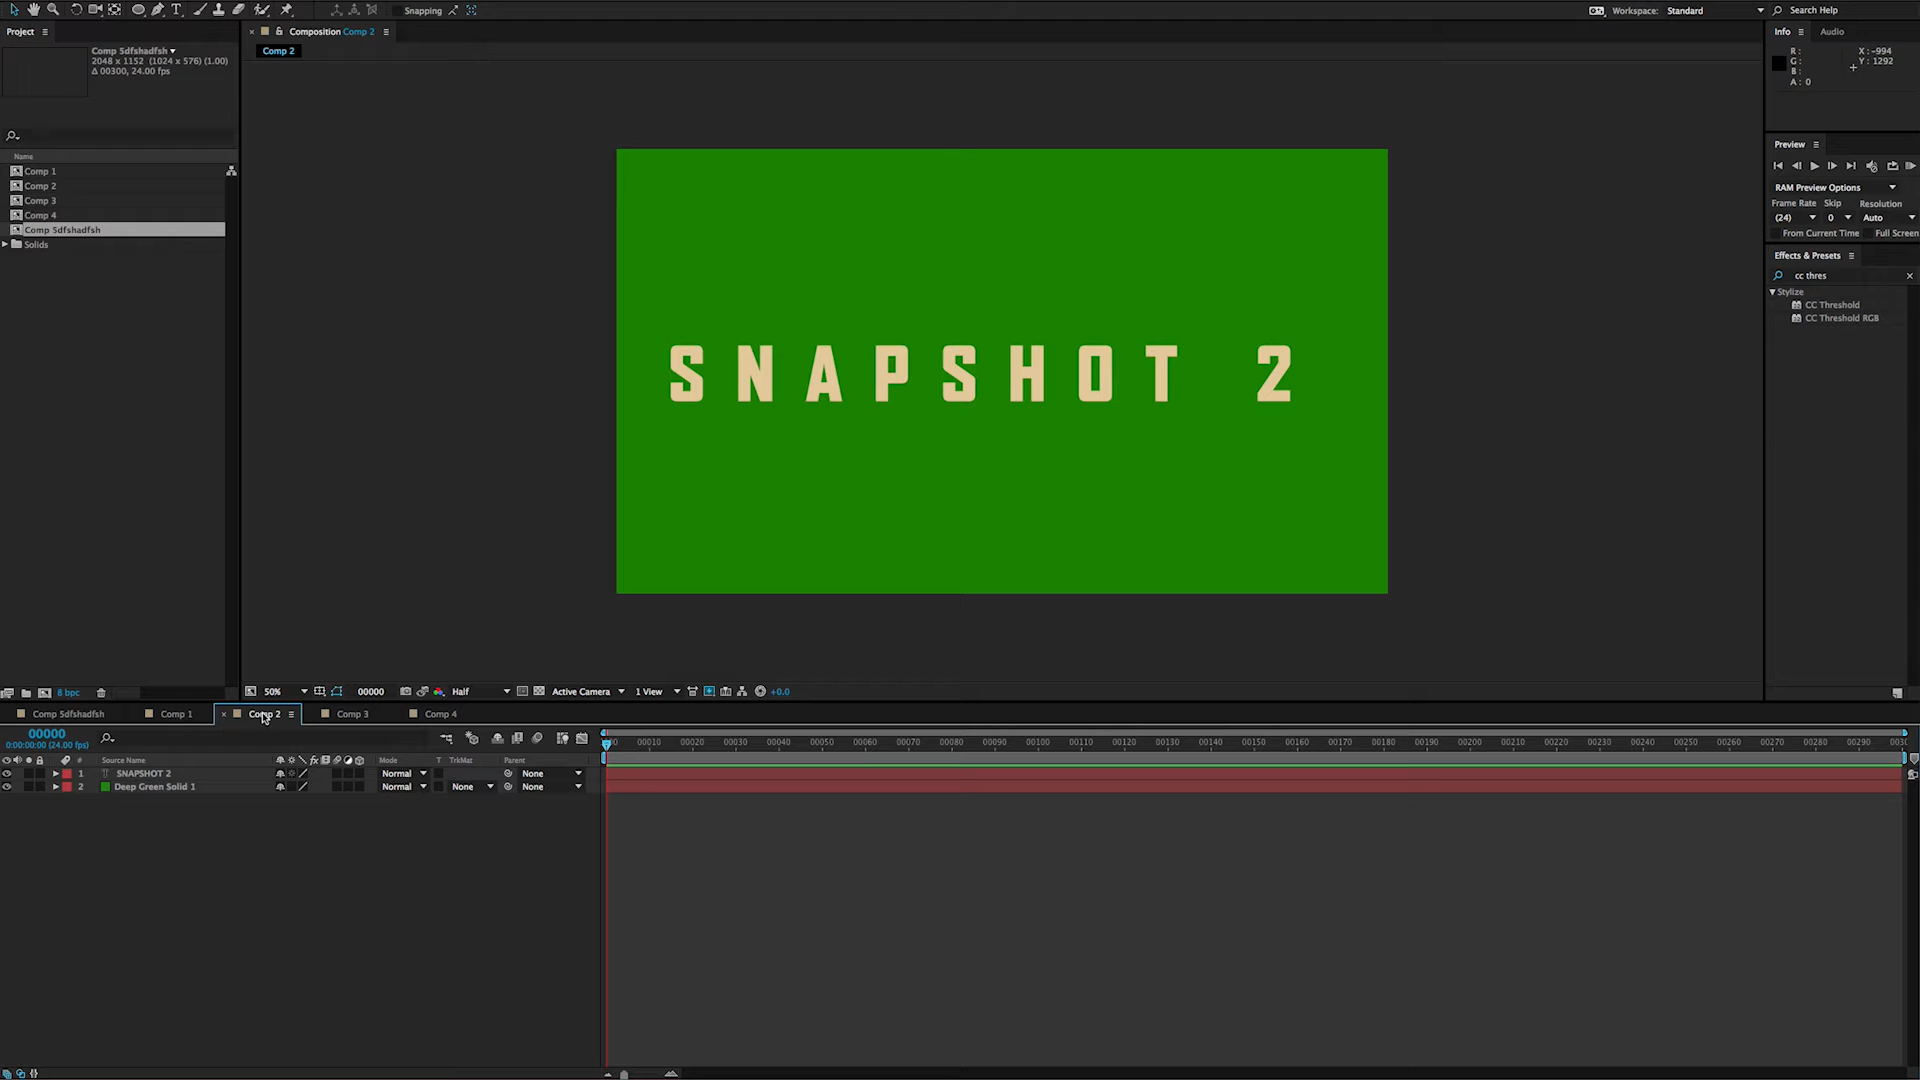 Snapping
Workspace: Standard
Search Help
Project
Composition Comp 2
Info
Audio
Comp 2
Comp 5dfshadfsh
2048 x 1152 (1024 x 576) (1.00)
Δ 00300, 24.00 fps
R :
G :
B :
A : 0
X : -994
Y : 1292
Name
Comp 1
Comp 2
Comp 3
Comp 4
Comp 5dfshadfsh
Solids
SNAPSHOT 2
Preview
RAM Preview Options
Frame Rate Skip Resolution
(24) 0 Auto
From Current Time Full Screen
Effects & Presets
cc thres
Stylize
CC Threshold
CC Threshold RGB
8 bpc
50% 00000 Half Active Camera 1 View +0.0
Comp 5dfshadfsh Comp 1 Comp 2 Comp 3 Comp 4
00000
0:00:00:00 (24.00 fps)
00010 00020 00030 00040 00050 00060 00070 00080 00090 00100 00110 00120 00130 00140 00150 00160 00170 00180 00190 00200 00210 00220 00230 00240 00250 00260 00270 00280 00290
# Source Name Mode T TrkMat Parent
1 SNAPSHOT 2 Normal None
2 Deep Green Solid 1 Normal None None